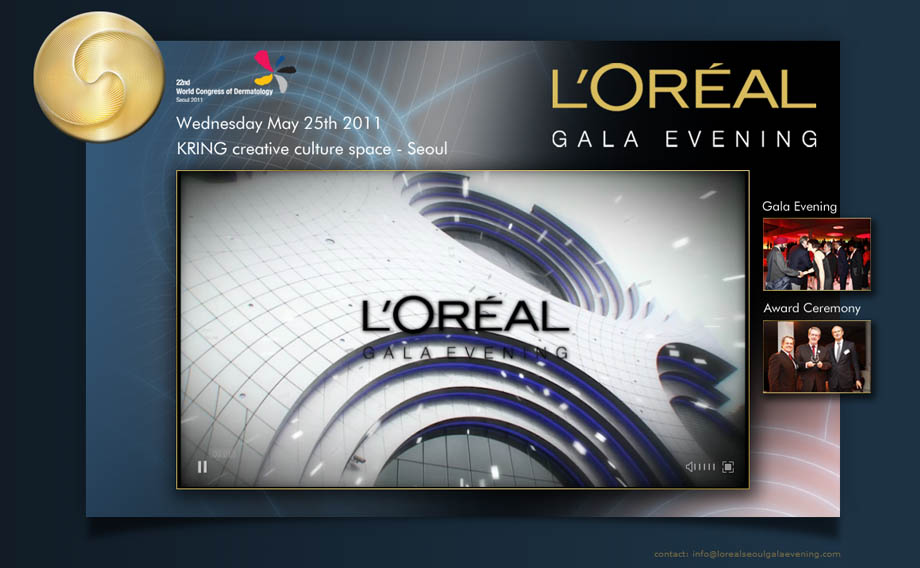 22nd
World Congress of Dermatology
Seoul 2011
Wednesday May 25th 2011
KRING creative culture space - Seoul
L'ORÉAL
GALA EVENING
L'ORÉAL
GALA EVENING
Gala Evening
Award Ceremony
contact: info@lorealseoulgalaevening.com